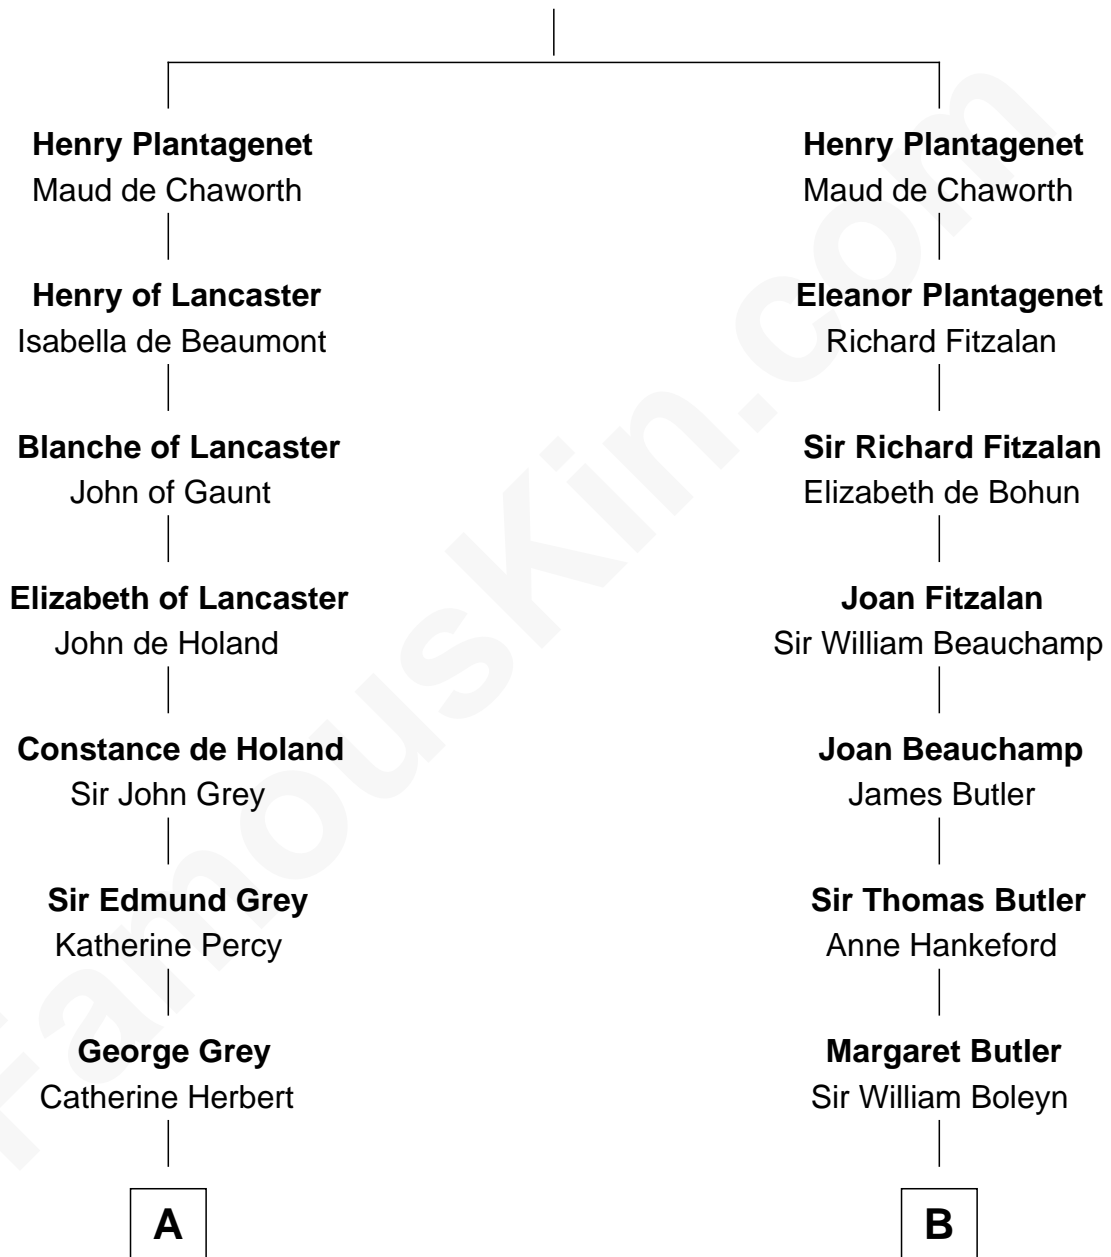 Henry Plantagenet
Maud de Chaworth
Henry of Lancaster
Isabella de Beaumont
Blanche of Lancaster
John of Gaunt
Elizabeth of Lancaster
John de Holand
Constance de Holand
Sir John Grey
Sir Edmund Grey
Katherine Percy
George Grey
Catherine Herbert
A
Henry Plantagenet
Maud de Chaworth
Eleanor Plantagenet
Richard Fitzalan
Sir Richard Fitzalan
Elizabeth de Bohun
Joan Fitzalan
Sir William Beauchamp
Joan Beauchamp
James Butler
Sir Thomas Butler
Anne Hankeford
Margaret Butler
Sir William Boleyn
B
FamousKin.com